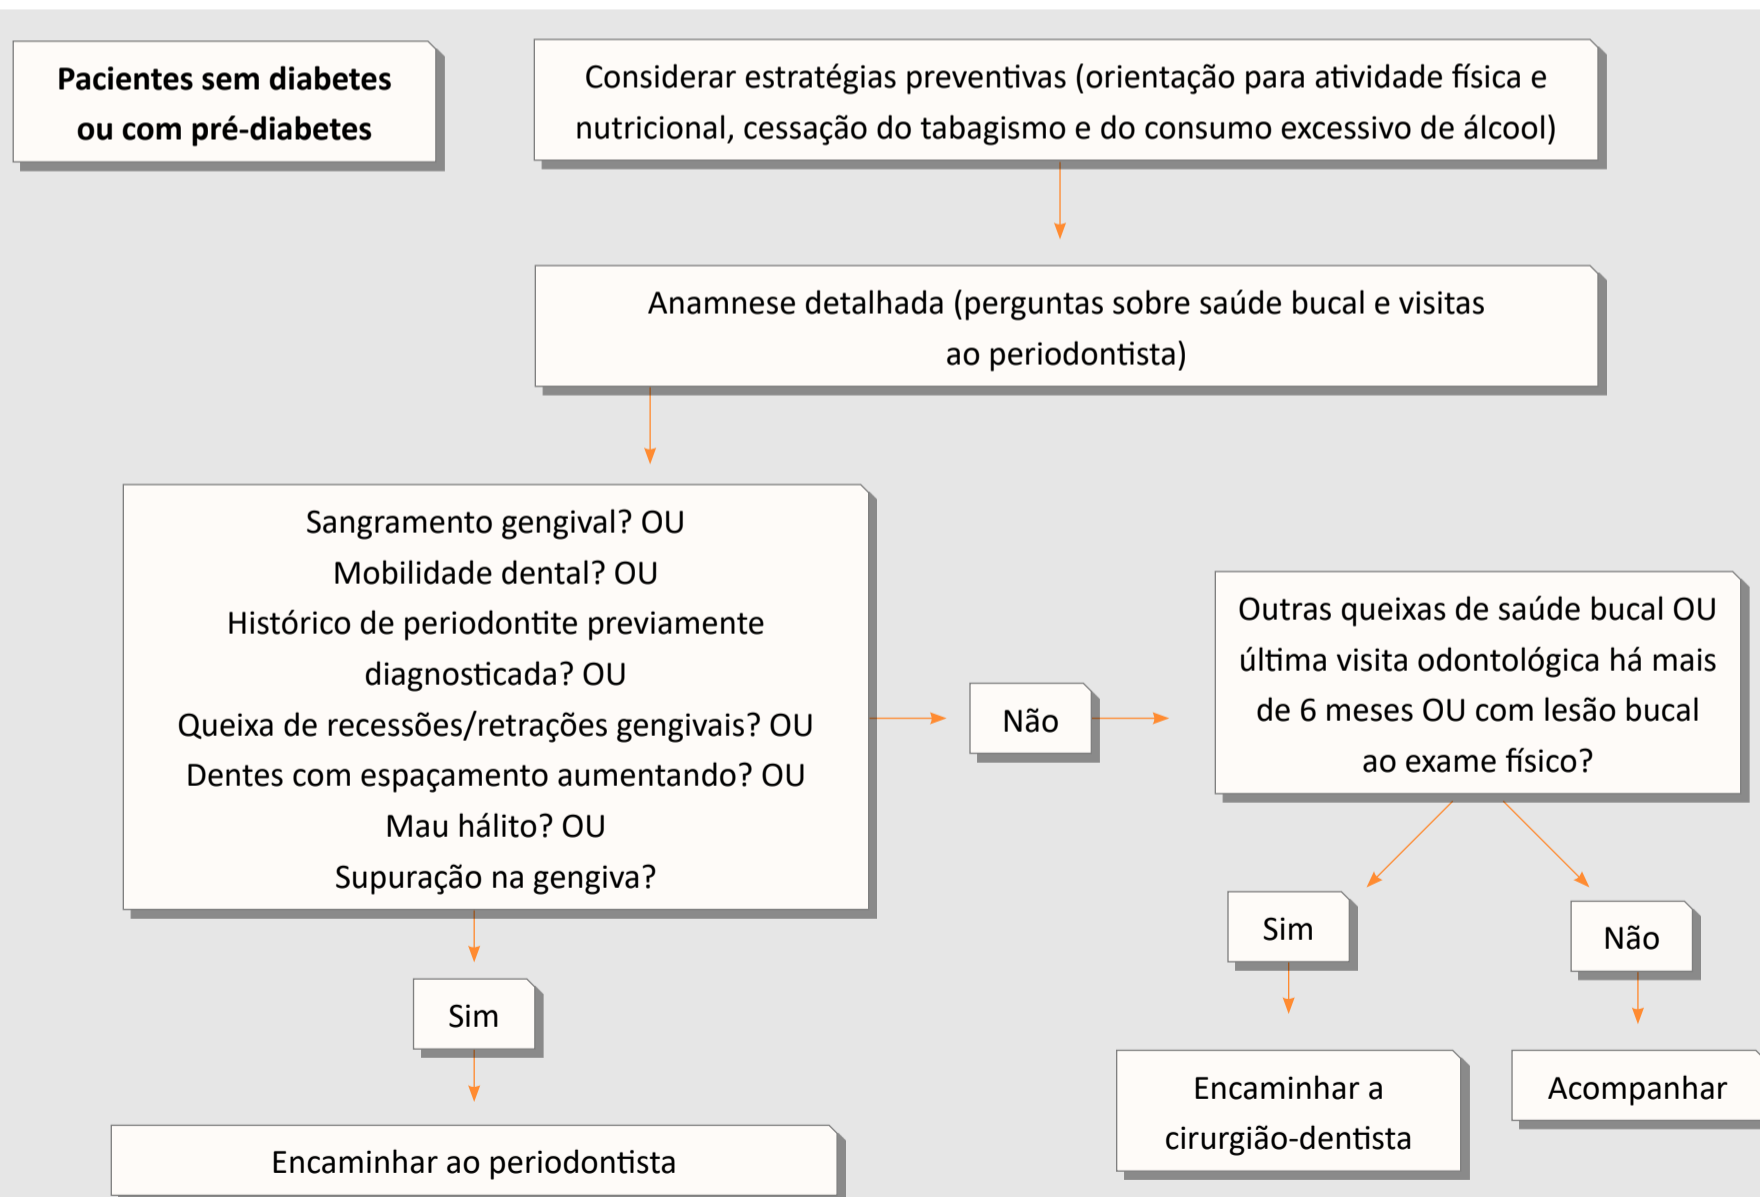 Pacientes sem diabetes
ou com pré-diabetes
Considerar estratégias preventivas (orientação para atividade física e
nutricional, cessação do tabagismo e do consumo excessivo de álcool)
Anamnese detalhada (perguntas sobre saúde bucal e visitas
ao periodontista)
Sangramento gengival? OU
Mobilidade dental? OU
Histórico de periodontite previamente
diagnosticada? OU
Queixa de recessões/retrações gengivais? OU
Dentes com espaçamento aumentando? OU
Mau hálito? OU
Supuração na gengiva?
Não
Outras queixas de saúde bucal OU
última visita odontológica há mais
de 6 meses OU com lesão bucal
ao exame físico?
Sim
Não
Sim
Encaminhar a
cirurgião-dentista
Acompanhar
Encaminhar ao periodontista